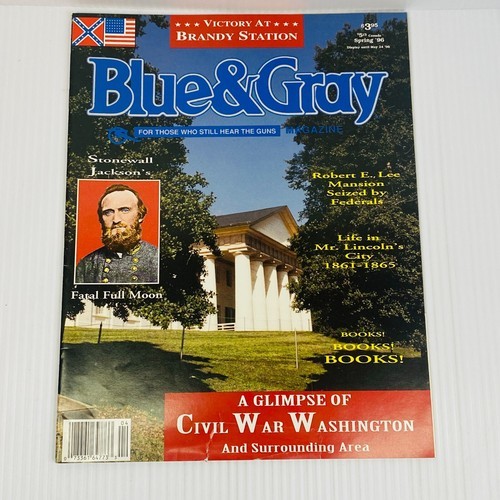 *** VICTORY AT ***
BRANDY STATION
$3.95
Spring '96
Blue&Gray
FOR THOSE WHO STILL HEAR THE GUNS
MAGAZINE
Stonewall
Jackson's
Fatal Full Moon
Robert E. Lee
Mansion
Seized by
Federals
Life in
Mr. Lincoln's
City
1861-1865
BOOKS!
BOOKS!
BOOKS!
A GLIMPSE OF
CIVIL WAR WASHINGTON
And Surrounding Area
04